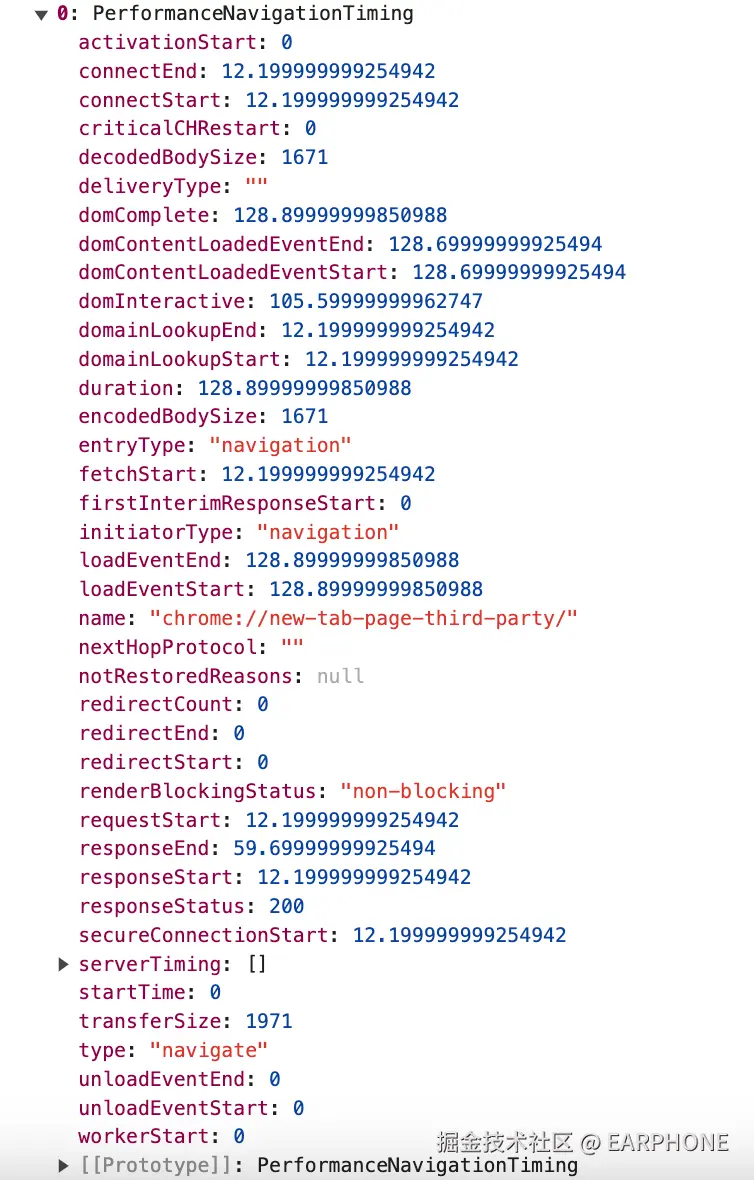 ▼ 0: PerformanceNavigationTiming
activationStart: 0
connectEnd: 12.199999999254942
connectStart: 12.199999999254942
criticalCHRestart: 0
decodedBodySize: 1671
deliveryType: ""
domComplete: 128.89999999850988
domContentLoadedEventEnd: 128.69999999925494
domContentLoadedEventStart: 128.69999999925494
domInteractive: 105.59999999962747
domainLookupEnd: 12.199999999254942
domainLookupStart: 12.199999999254942
duration: 128.89999999850988
encodedBodySize: 1671
entryType: "navigation"
fetchStart: 12.199999999254942
firstInterimResponseStart: 0
initiatorType: "navigation"
loadEventEnd: 128.89999999850988
loadEventStart: 128.89999999850988
name: "chrome://new-tab-page-third-party/"
nextHopProtocol: ""
notRestoredReasons: null
redirectCount: 0
redirectEnd: 0
redirectStart: 0
renderBlockingStatus: "non-blocking"
requestStart: 12.199999999254942
responseEnd: 59.69999999925494
responseStart: 12.199999999254942
responseStatus: 200
secureConnectionStart: 12.199999999254942
▶ serverTiming: []
startTime: 0
transferSize: 1971
type: "navigate"
unloadEventEnd: 0
unloadEventStart: 0
workerStart: 0
掘金技术社区 @ EARPHONE
▶ [[Prototype]]: PerformanceNavigationTiming